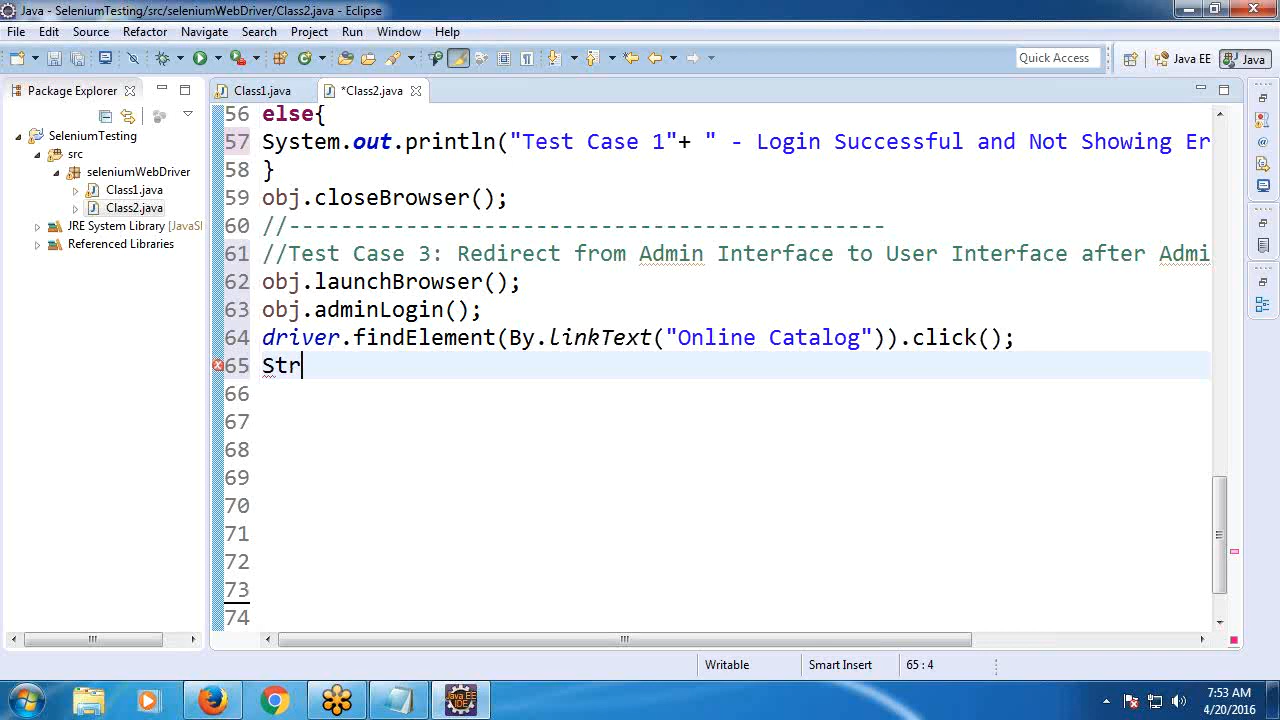 Java - SeleniumTesting/src/seleniumWebDriver/Class2.java - Eclipse
File Edit Source Refactor Navigate Search Project Run Window Help
Quick Access Java EE Java
Package Explorer
Class1.java *Class2.java
SeleniumTesting
src
seleniumWebDriver
Class1.java
Class2.java
JRE System Library [JavaSE
Referenced Libraries
56 else{
57 System.out.println("Test Case 1"+ " - Login Successful and Not Showing Er
58 }
59 obj.closeBrowser();
60 //----------------------------------------------
61 //Test Case 3: Redirect from Admin Interface to User Interface after Admi
62 obj.launchBrowser();
63 obj.adminLogin();
64 driver.findElement(By.linkText("Online Catalog")).click();
65 Str
66
67
68
69
70
71
72
73
74
Writable Smart Insert 65 : 4
Java EE IDE
7:53 AM
4/20/2016